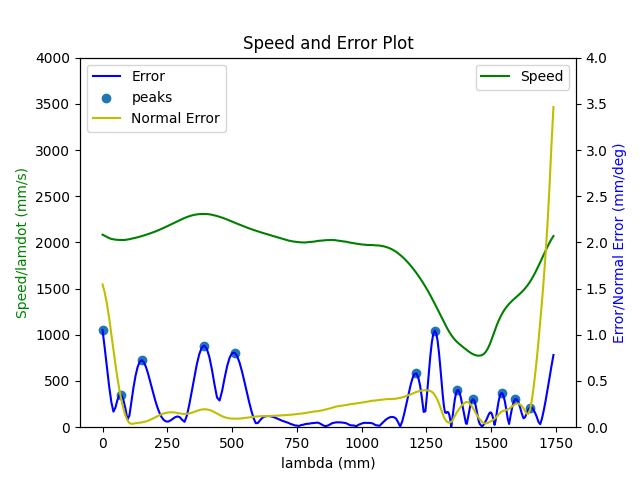 Speed and Error Plot
Error
peaks
Normal Error
Speed
Speed/lamdot (mm/s)
4000
3500
3000
2500
2000
1500
1000
500
0
4.0
3.5
3.0
2.5
2.0
1.5
1.0
0.5
0.0
Error/Normal Error (mm/deg)
0 250 500 750 1000 1250 1500 1750
lambda (mm)